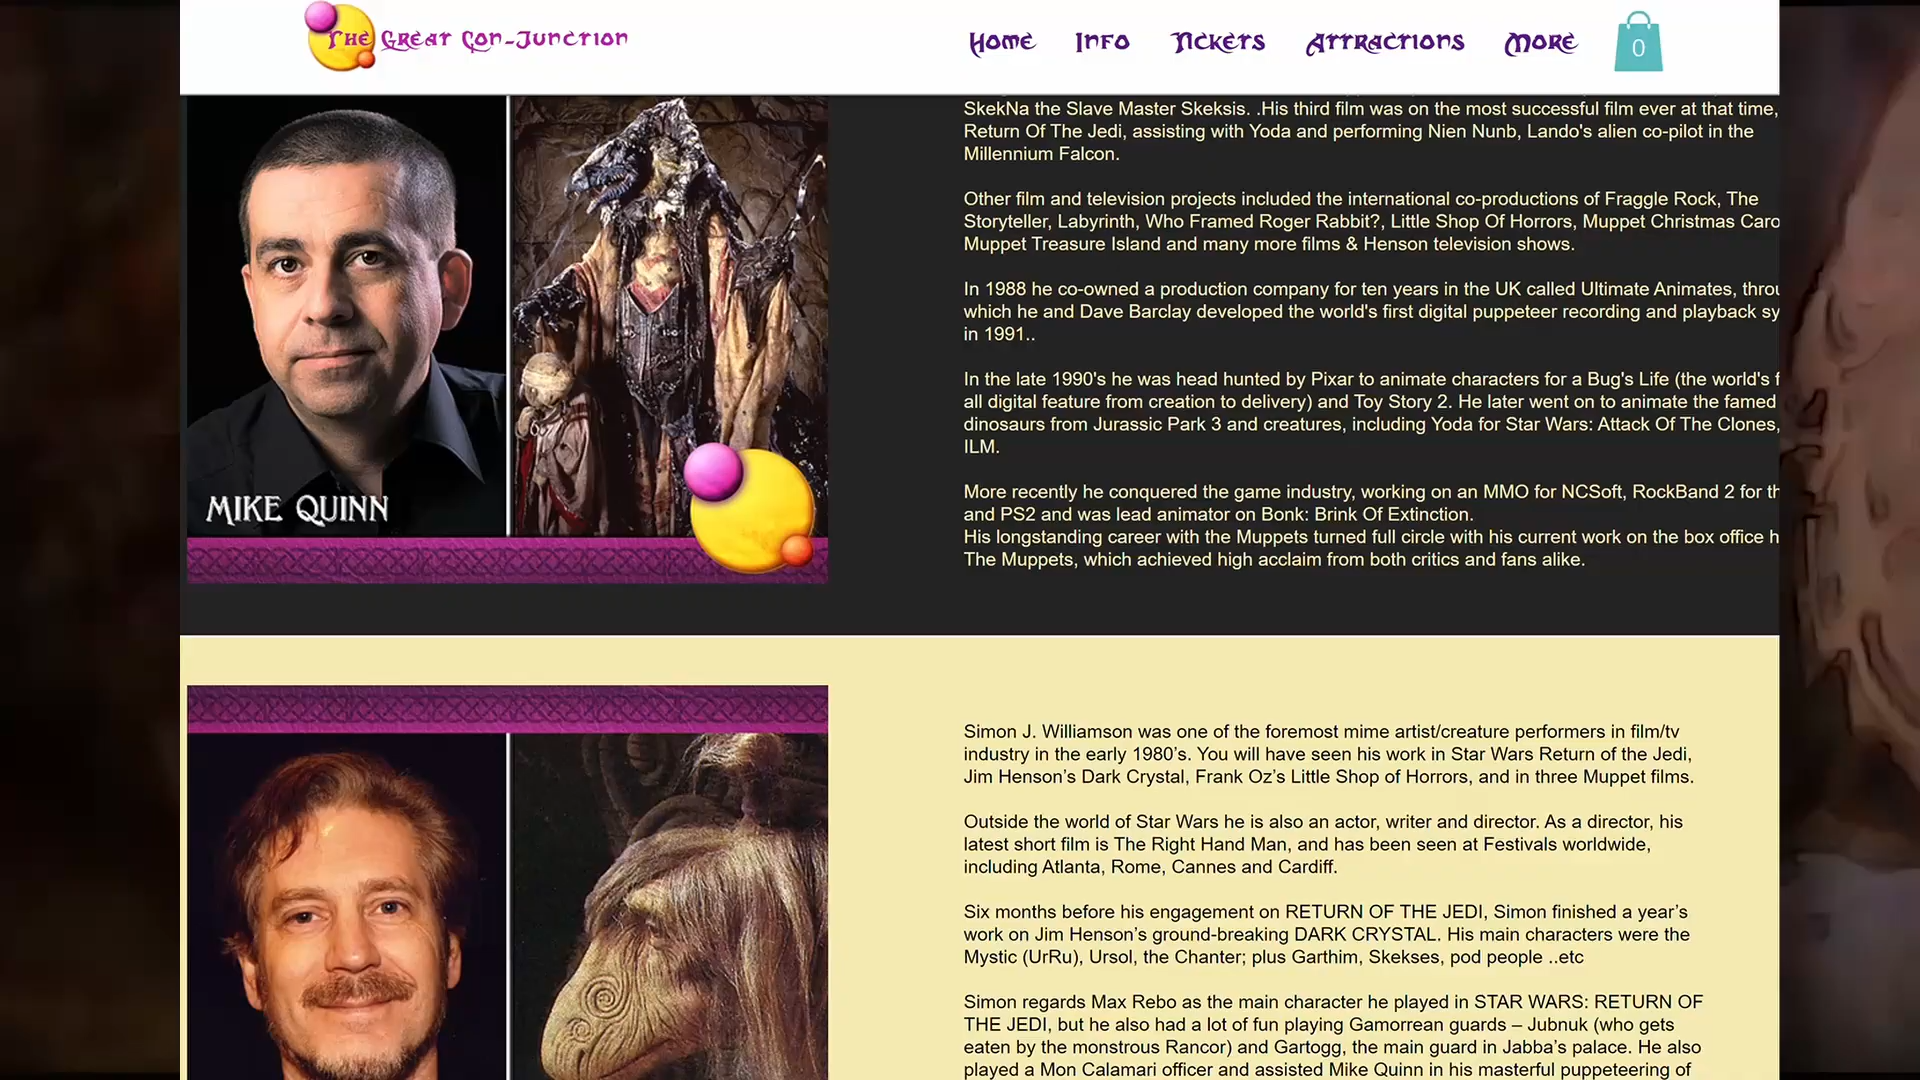 The Great Con-Junction
Home Info Tickets Attractions More 0
SkekNa the Slave Master Skeksis. .His third film was on the most successful film ever at that time,
Return Of The Jedi, assisting with Yoda and performing Nien Nunb, Lando's alien co-pilot in the
Millennium Falcon.
Other film and television projects included the international co-productions of Fraggle Rock, The
Storyteller, Labyrinth, Who Framed Roger Rabbit?, Little Shop Of Horrors, Muppet Christmas Caro
Muppet Treasure Island and many more films & Henson television shows.
In 1988 he co-owned a production company for ten years in the UK called Ultimate Animates, throu
which he and Dave Barclay developed the world's first digital puppeteer recording and playback sy
in 1991..
In the late 1990's he was head hunted by Pixar to animate characters for a Bug's Life (the world's f
all digital feature from creation to delivery) and Toy Story 2. He later went on to animate the famed
dinosaurs from Jurassic Park 3 and creatures, including Yoda for Star Wars: Attack Of The Clones,
ILM.
More recently he conquered the game industry, working on an MMO for NCSoft, RockBand 2 for th
and PS2 and was lead animator on Bonk: Brink Of Extinction.
His longstanding career with the Muppets turned full circle with his current work on the box office h
The Muppets, which achieved high acclaim from both critics and fans alike.
MIKE QUINN
Simon J. Williamson was one of the foremost mime artist/creature performers in film/tv
industry in the early 1980’s. You will have seen his work in Star Wars Return of the Jedi,
Jim Henson’s Dark Crystal, Frank Oz’s Little Shop of Horrors, and in three Muppet films.
Outside the world of Star Wars he is also an actor, writer and director. As a director, his
latest short film is The Right Hand Man, and has been seen at Festivals worldwide,
including Atlanta, Rome, Cannes and Cardiff.
Six months before his engagement on RETURN OF THE JEDI, Simon finished a year’s
work on Jim Henson’s ground-breaking DARK CRYSTAL. His main characters were the
Mystic (UrRu), Ursol, the Chanter; plus Garthim, Skekses, pod people ..etc
Simon regards Max Rebo as the main character he played in STAR WARS: RETURN OF
THE JEDI, but he also had a lot of fun playing Gamorrean guards – Jubnuk (who gets
eaten by the monstrous Rancor) and Gartogg, the main guard in Jabba’s palace. He also
played a Mon Calamari officer and assisted Mike Quinn in his masterful puppeteering of